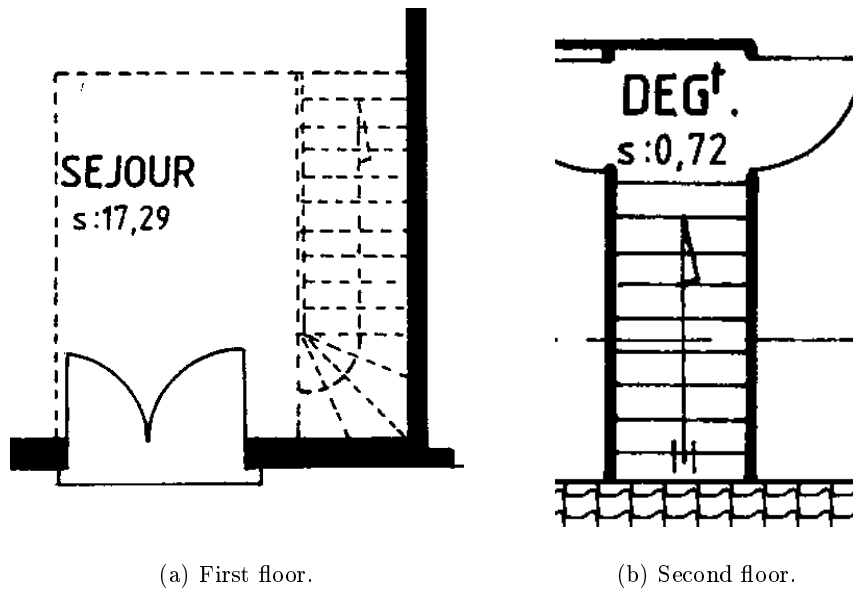 SEJOUR
s:17,29
DEGt.
s:0,72
(a) First floor.
(b) Second floor.